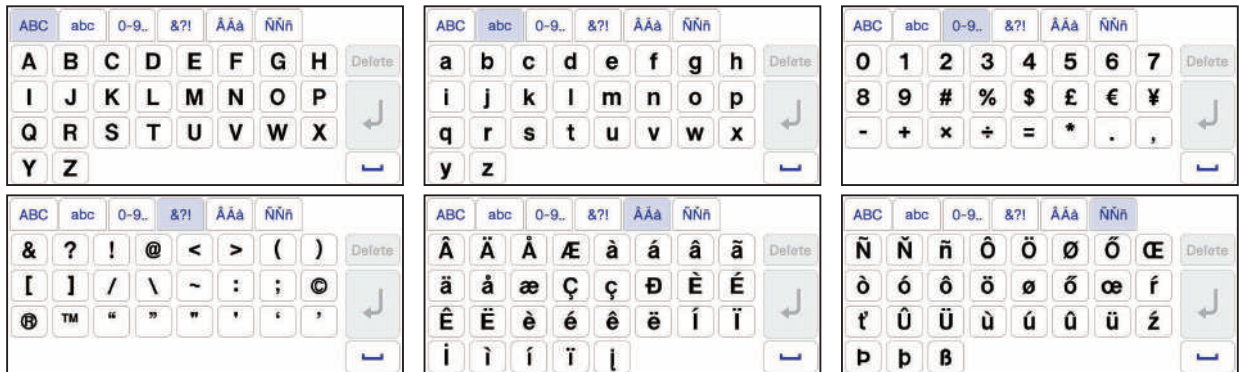 ABC abc 0-9.. &?! ÂÄà ÑÑñ
A B C D E F G H Delete
I J K L M N O P
Q R S T U V W X
Y Z
ABC abc 0-9.. &?! ÂÄà ÑÑñ
a b c d e f g h Delete
i j k l m n o p
q r s t u v w x
y z
ABC abc 0-9.. &?! ÂÄà ÑÑñ
0 1 2 3 4 5 6 7 Delete
8 9 # % $ £ € ¥
- + × ÷ = * . ,
ABC abc 0-9.. &?! ÂÄà ÑÑñ
& ? ! @ < > ( ) Delete
[ ] / \ ~ : ; ©
® ™ “ ” " ' ‘ ’
ABC abc 0-9.. &?! ÂÄà ÑÑñ
Â Ä Å Æ à á â ã Delete
ä å æ Ç ç Đ È É
Ê Ë è é ê ë Í Ï
İ ì í ï į
ABC abc 0-9.. &?! ÂÄà ÑÑñ
Ñ Ň ñ Ô Ö Ø Ő Œ Delete
ò ó ô ö ø ő œ ŕ
ť Û Ü ù ú û ü ź
Þ þ ß